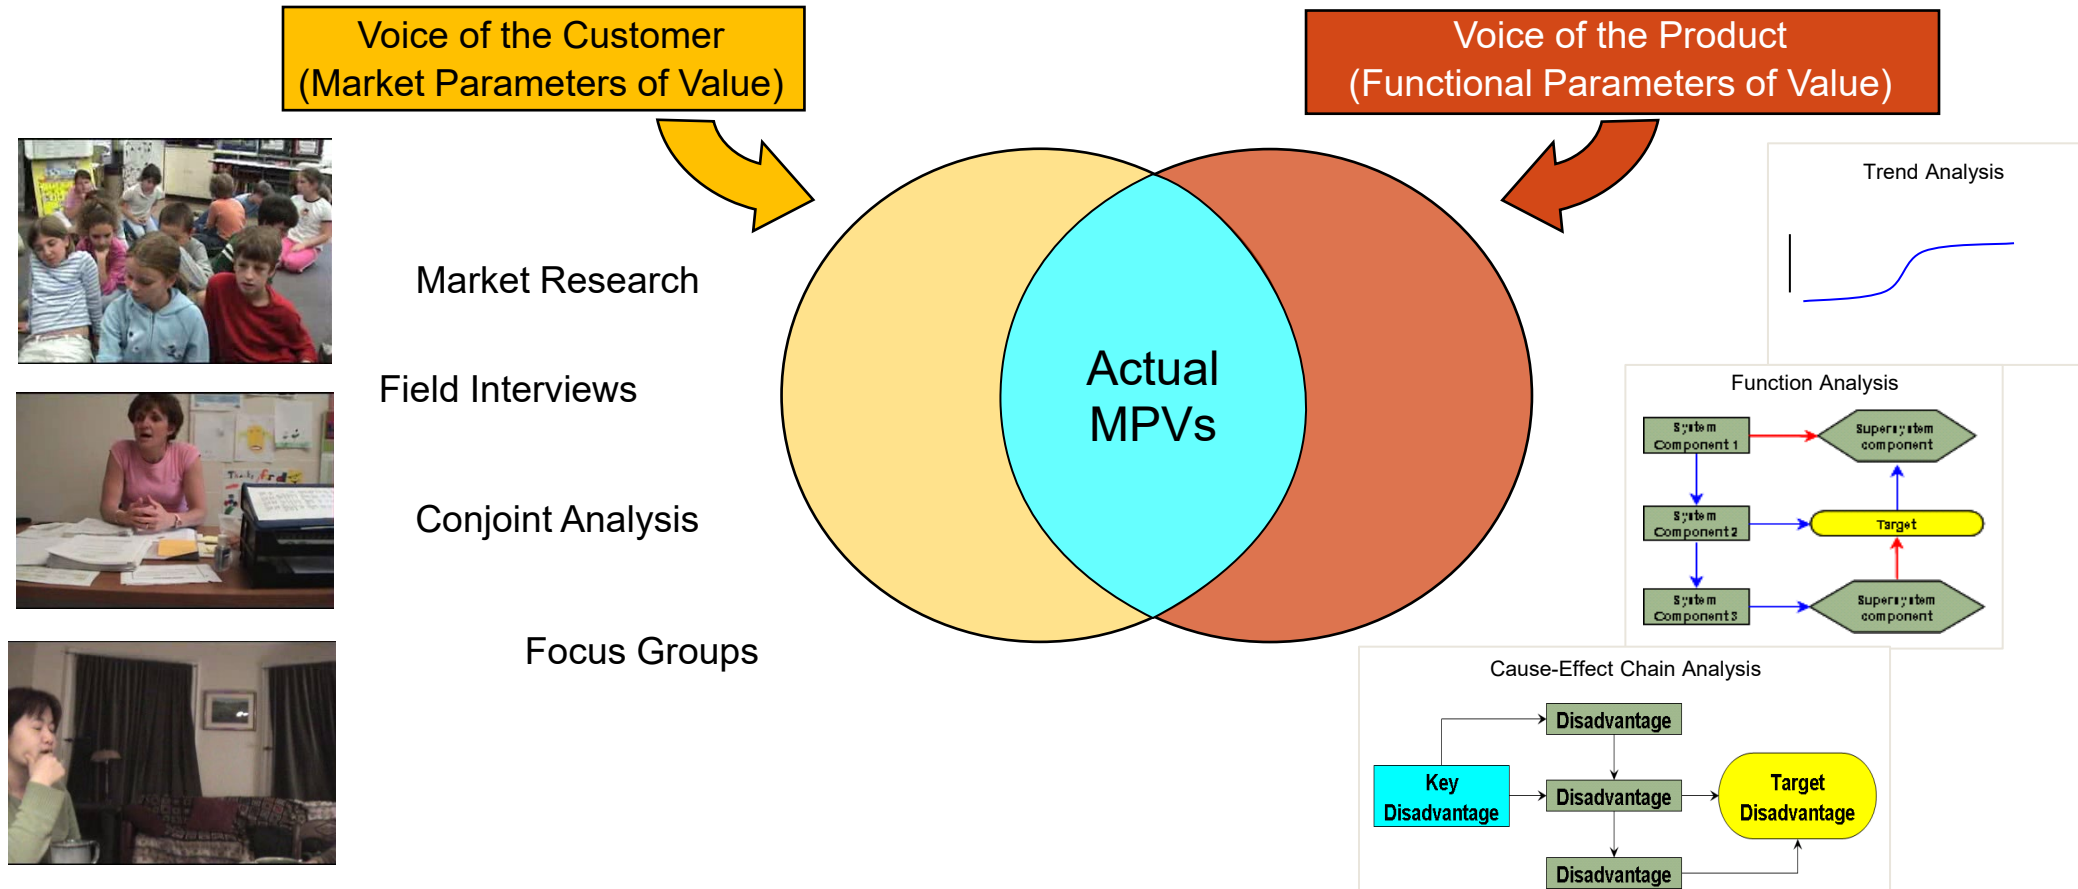 Voice of the Customer
(Market Parameters of Value)
Voice of the Product
(Functional Parameters of Value)
Market Research
Field Interviews
Conjoint Analysis
Focus Groups
Actual
MPVs
Trend Analysis
Function Analysis
System
Component 1
Supersystem
component
System
Component 2
Target
System
Component 3
Supersystem
component
Cause-Effect Chain Analysis
Disadvantage
Key
Disadvantage
Disadvantage
Target
Disadvantage
Disadvantage